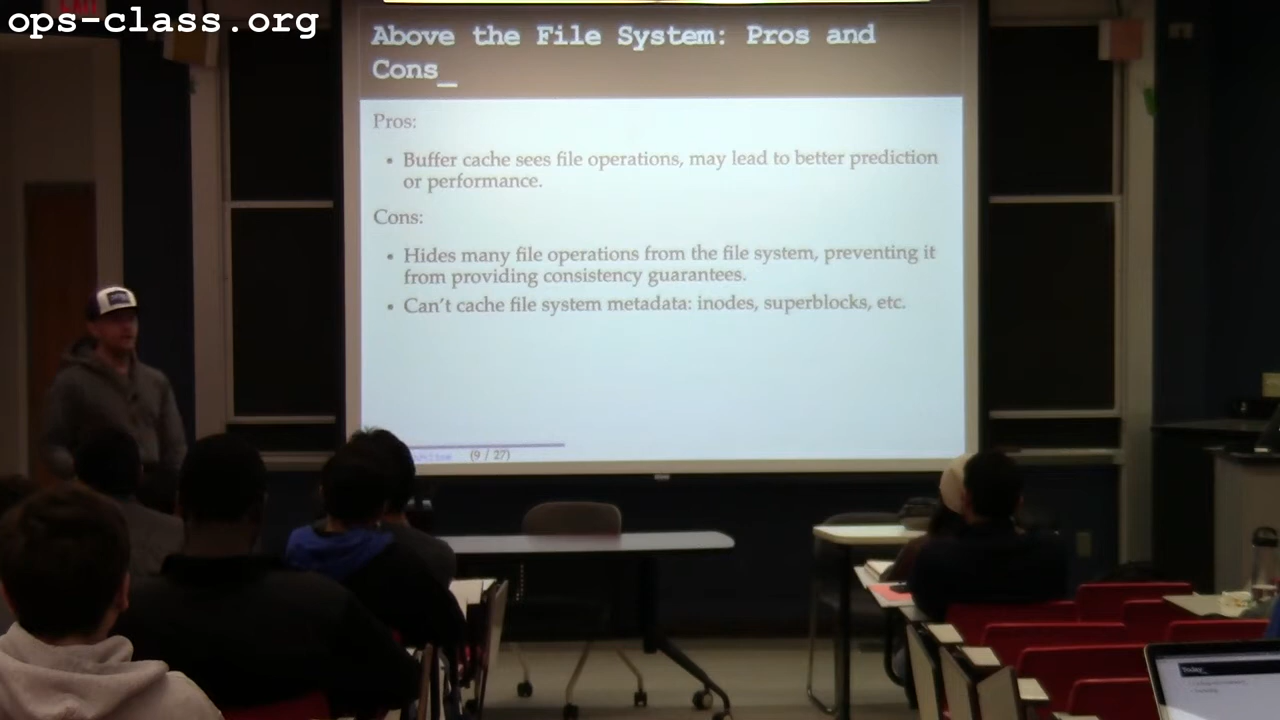 ops-class.org
Above the File System: Pros and
Cons_
Pros:
• Buffer cache sees file operations, may lead to better prediction
or performance.
Cons:
• Hides many file operations from the file system, preventing it
from providing consistency guarantees.
• Can't cache file system metadata: inodes, superblocks, etc.
(9 / 27)